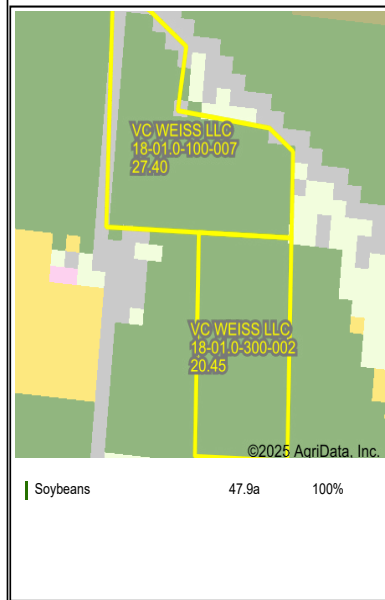 VC WEISS LLC
18-01.0-100-007
27.40
VC WEISS LLC
18-01.0-300-002
20.45
©2025 AgriData, Inc.
Soybeans 47.9a 100%